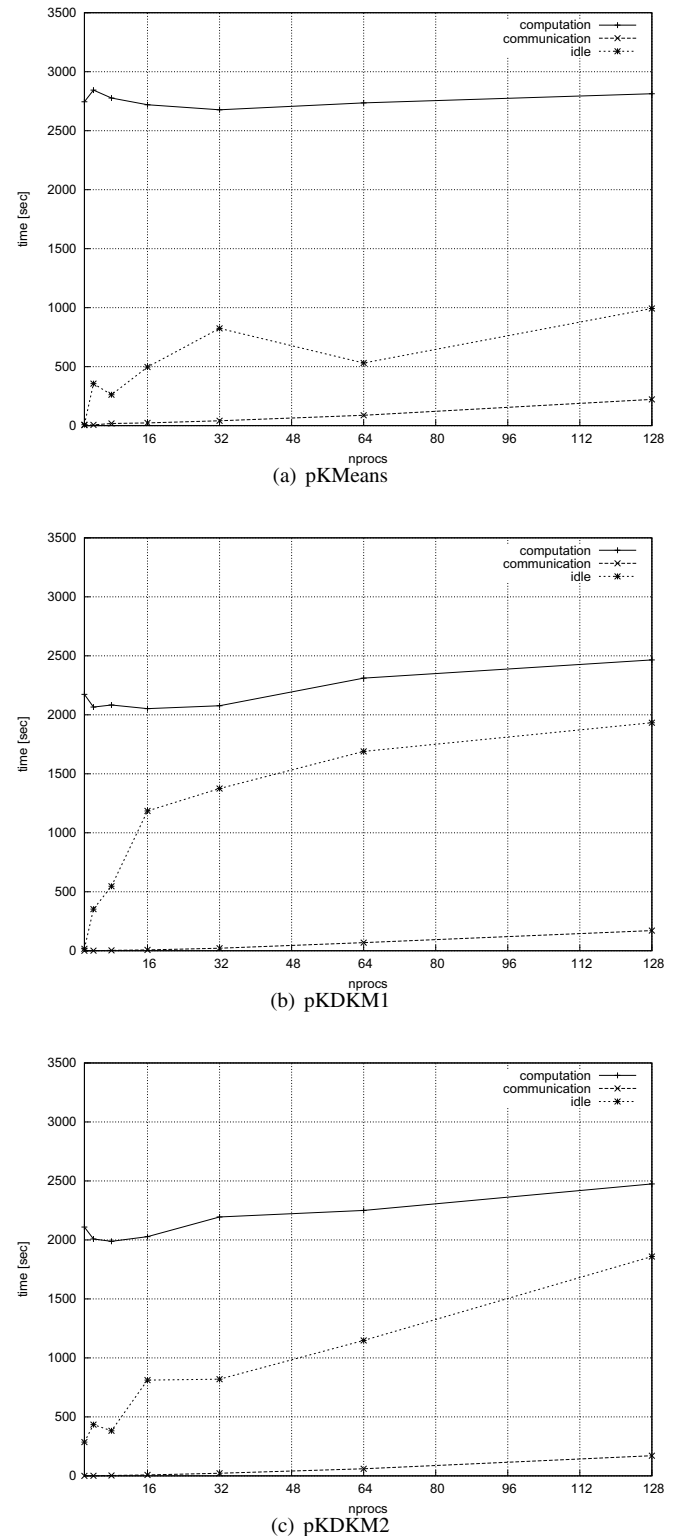 3500
3000
2500
2000
1500
1000
500
0
time [sec]
computation
communication
idle
16 32 48 64 80 96 112 128
nprocs
(a) pKMeans
3500
3000
2500
2000
1500
1000
500
0
time [sec]
computation
communication
idle
16 32 48 64 80 96 112 128
nprocs
(b) pKDKM1
3500
3000
2500
2000
1500
1000
500
0
time [sec]
computation
communication
idle
16 32 48 64 80 96 112 128
nprocs
(c) pKDKM2